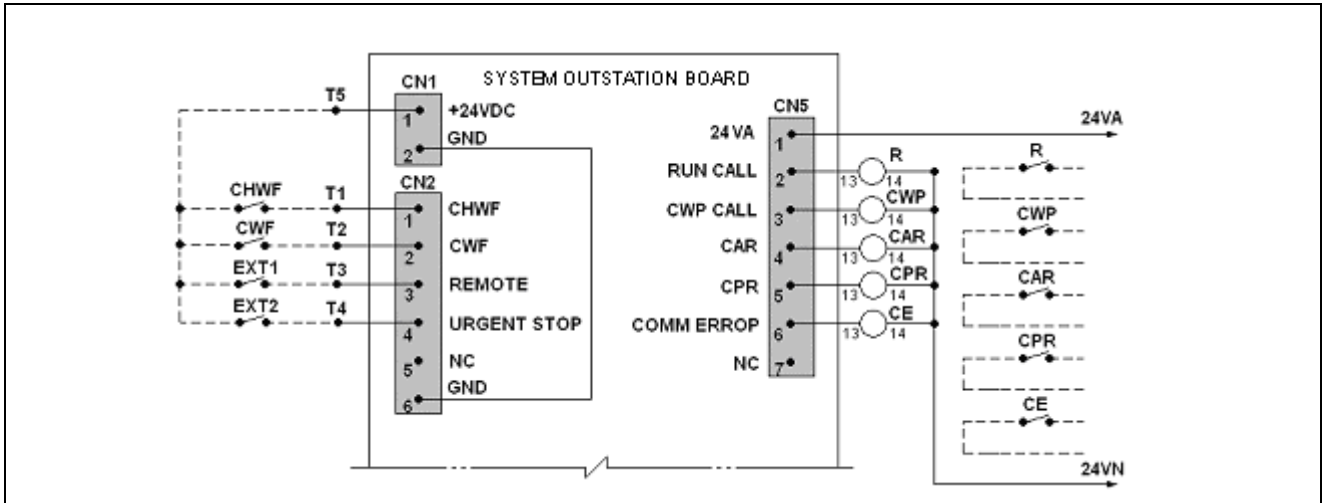 SYSTEM OUTSTATION BOARD
CN1
T5
1
+24VDC
GND
2
CN2
CHWF
T1
1
CHWF
CWF
T2
2
CWF
EXT1
T3
3
REMOTE
EXT2
T4
4
URGENT STOP
5
NC
GND
6
CN5
24VA
1
24VA
RUN CALL
2
13
R
14
CWP CALL
3
13
CWP
14
CAR
4
13
CAR
14
CPR
5
13
CPR
14
COMM ERROP
6
13
CE
14
NC
7
R
CWP
CAR
CPR
CE
24VN